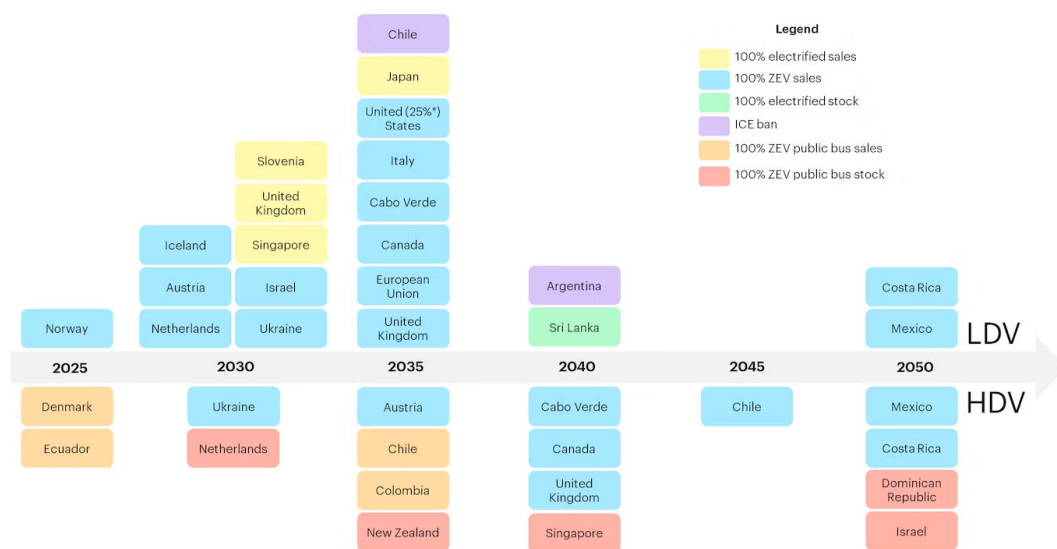 Legend
100% electrified sales
100% ZEV sales
100% electrified stock
ICE ban
100% ZEV public bus sales
100% ZEV public bus stock
Norway
Iceland
Austria
Netherlands
Slovenia
United
Kingdom
Singapore
Israel
Ukraine
Chile
Japan
United (25%*)
States
Italy
Cabo Verde
Canada
European
Union
United
Kingdom
Argentina
Sri Lanka
Costa Rica
Mexico
LDV
2025
2030
2035
2040
2045
2050
HDV
Denmark
Ecuador
Ukraine
Netherlands
Austria
Chile
Colombia
New Zealand
Cabo Verde
Canada
United
Kingdom
Singapore
Chile
Mexico
Costa Rica
Dominican
Republic
Israel